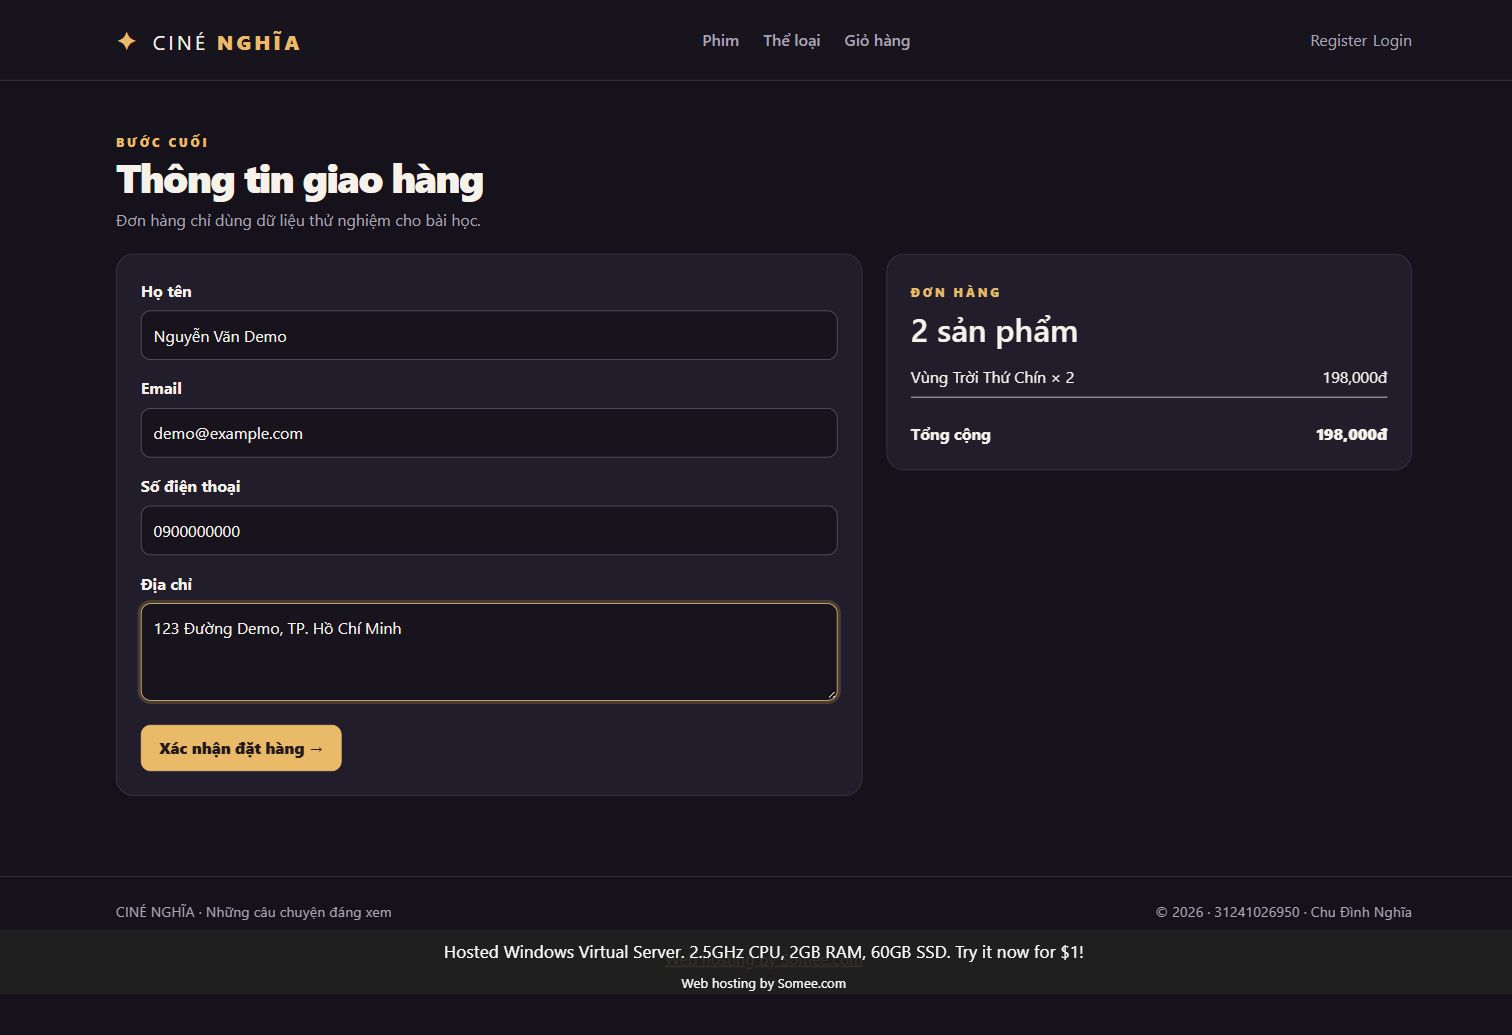 ✦ CINÉ NGHĨA
Phim Thể loại Giỏ hàng
Register Login
BƯỚC CUỐI
Thông tin giao hàng
Đơn hàng chỉ dùng dữ liệu thử nghiệm cho bài học.
Họ tên
Nguyễn Văn Demo
Email
demo@example.com
Số điện thoại
0900000000
Địa chỉ
123 Đường Demo, TP. Hồ Chí Minh
Xác nhận đặt hàng →
ĐƠN HÀNG
2 sản phẩm
Vùng Trời Thứ Chín × 2 198,000đ
Tổng cộng 198,000đ
CINÉ NGHĨA · Những câu chuyện đáng xem
© 2026 · 31241026950 · Chu Đình Nghĩa
Hosted Windows Virtual Server. 2.5GHz CPU, 2GB RAM, 60GB SSD. Try it now for $1!
Web hosting by Somee.com
Web hosting by Somee.com